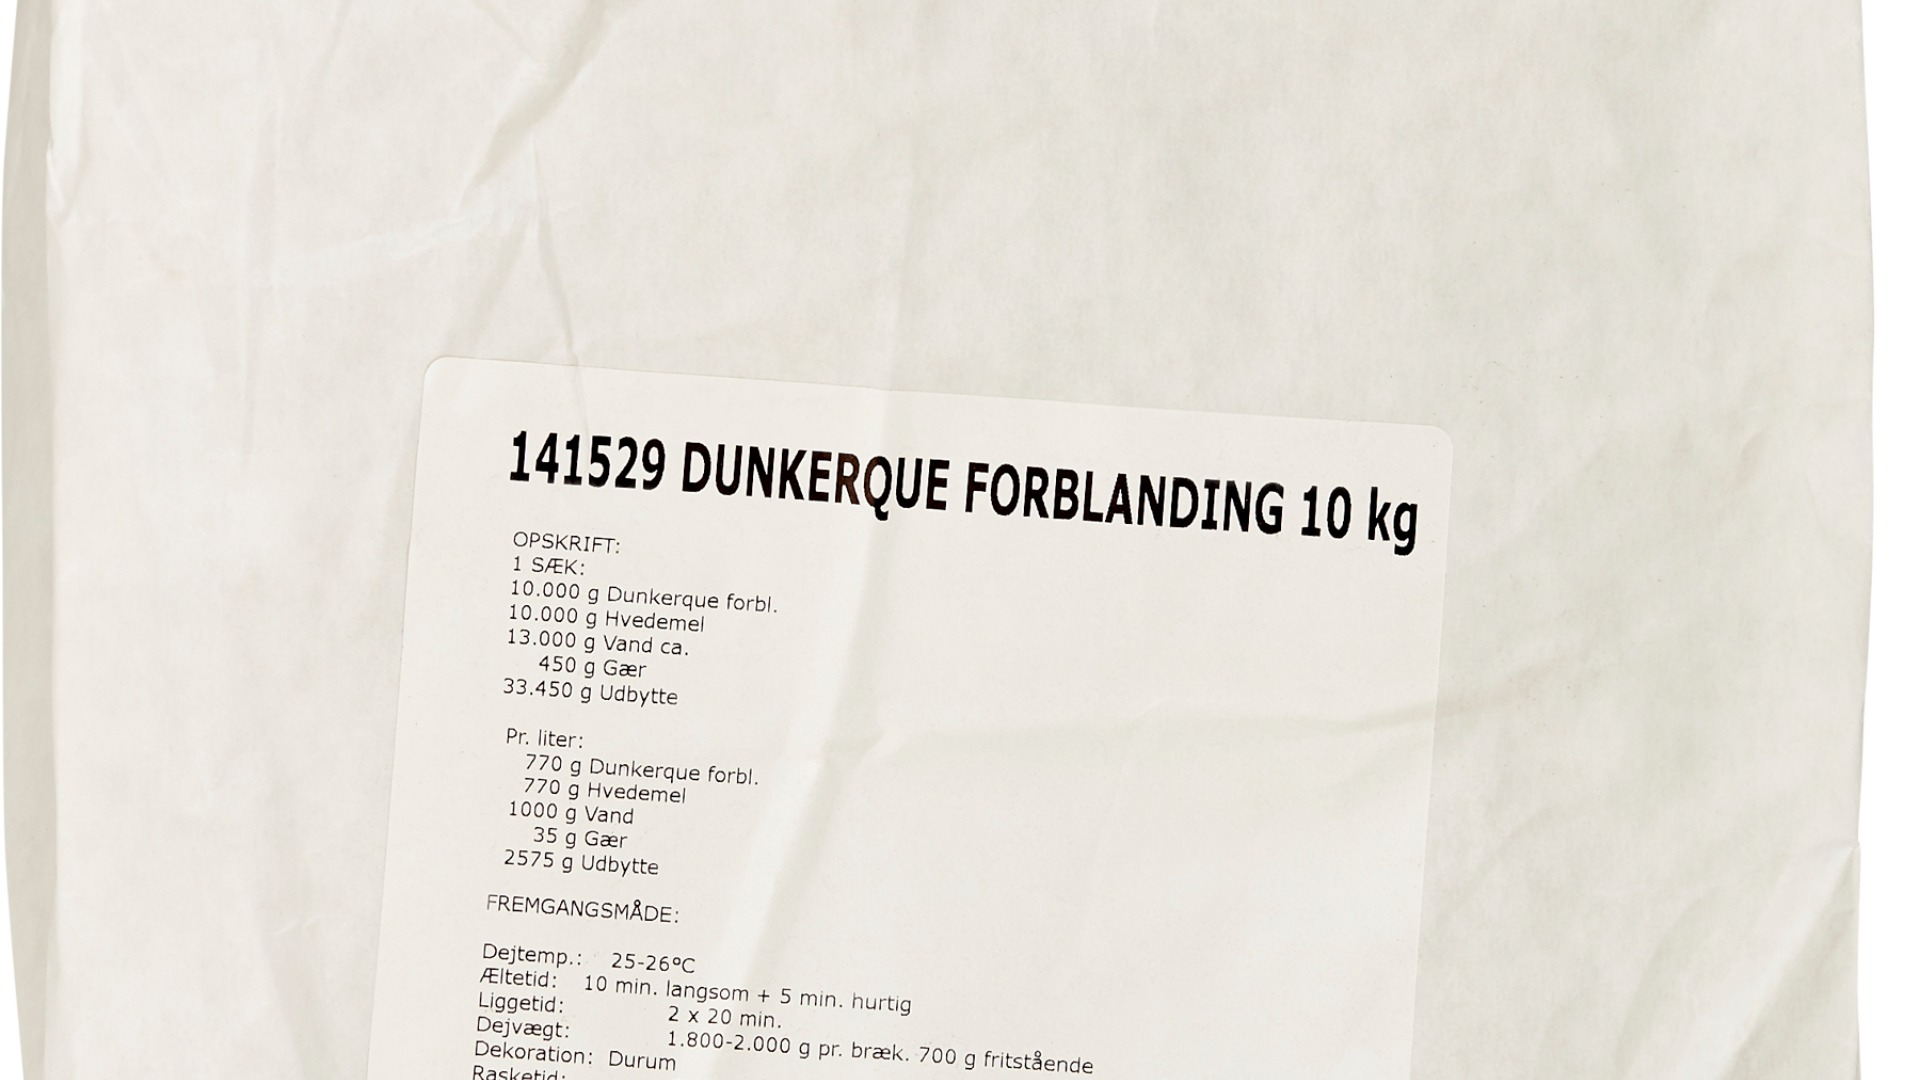 141529 DUNKERQUE FORBLANDING 10 kg
OPSKRIFT:
1 SÆK:
10.000 g Dunkerque forbl.
10.000 g Hvedemel
13.000 g Vand ca.
450 g Gær
33.450 g Udbytte
Pr. liter:
770 g Dunkerque forbl.
770 g Hvedemel
1000 g Vand
35 g Gær
2575 g Udbytte
FREMGANGSMÅDE:
Dejtemp.: 25-26ºC
Æltetid: 10 min. langsom + 5 min. hurtig
Liggetid: 2 x 20 min.
Dejvægt: 1.800-2.000 g pr. bræk. 700 g fritstående
Dekoration: Durum
Rasketid: